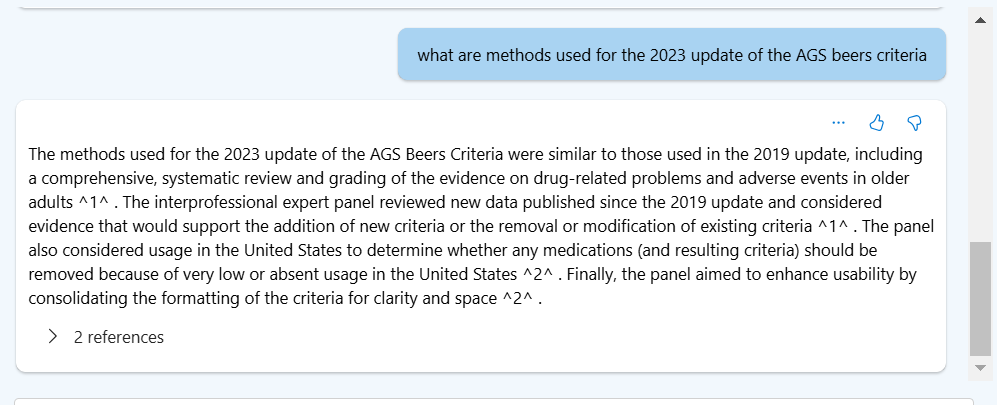 what are methods used for the 2023 update of the AGS beers criteria
The methods used for the 2023 update of the AGS Beers Criteria were similar to those used in the 2019 update, including
a comprehensive, systematic review and grading of the evidence on drug-related problems and adverse events in older
adults ^1^ . The interprofessional expert panel reviewed new data published since the 2019 update and considered
evidence that would support the addition of new criteria or the removal or modification of existing criteria ^1^ . The panel
also considered usage in the United States to determine whether any medications (and resulting criteria) should be
removed because of very low or absent usage in the United States ^2^ . Finally, the panel aimed to enhance usability by
consolidating the formatting of the criteria for clarity and space ^2^ .
2 references